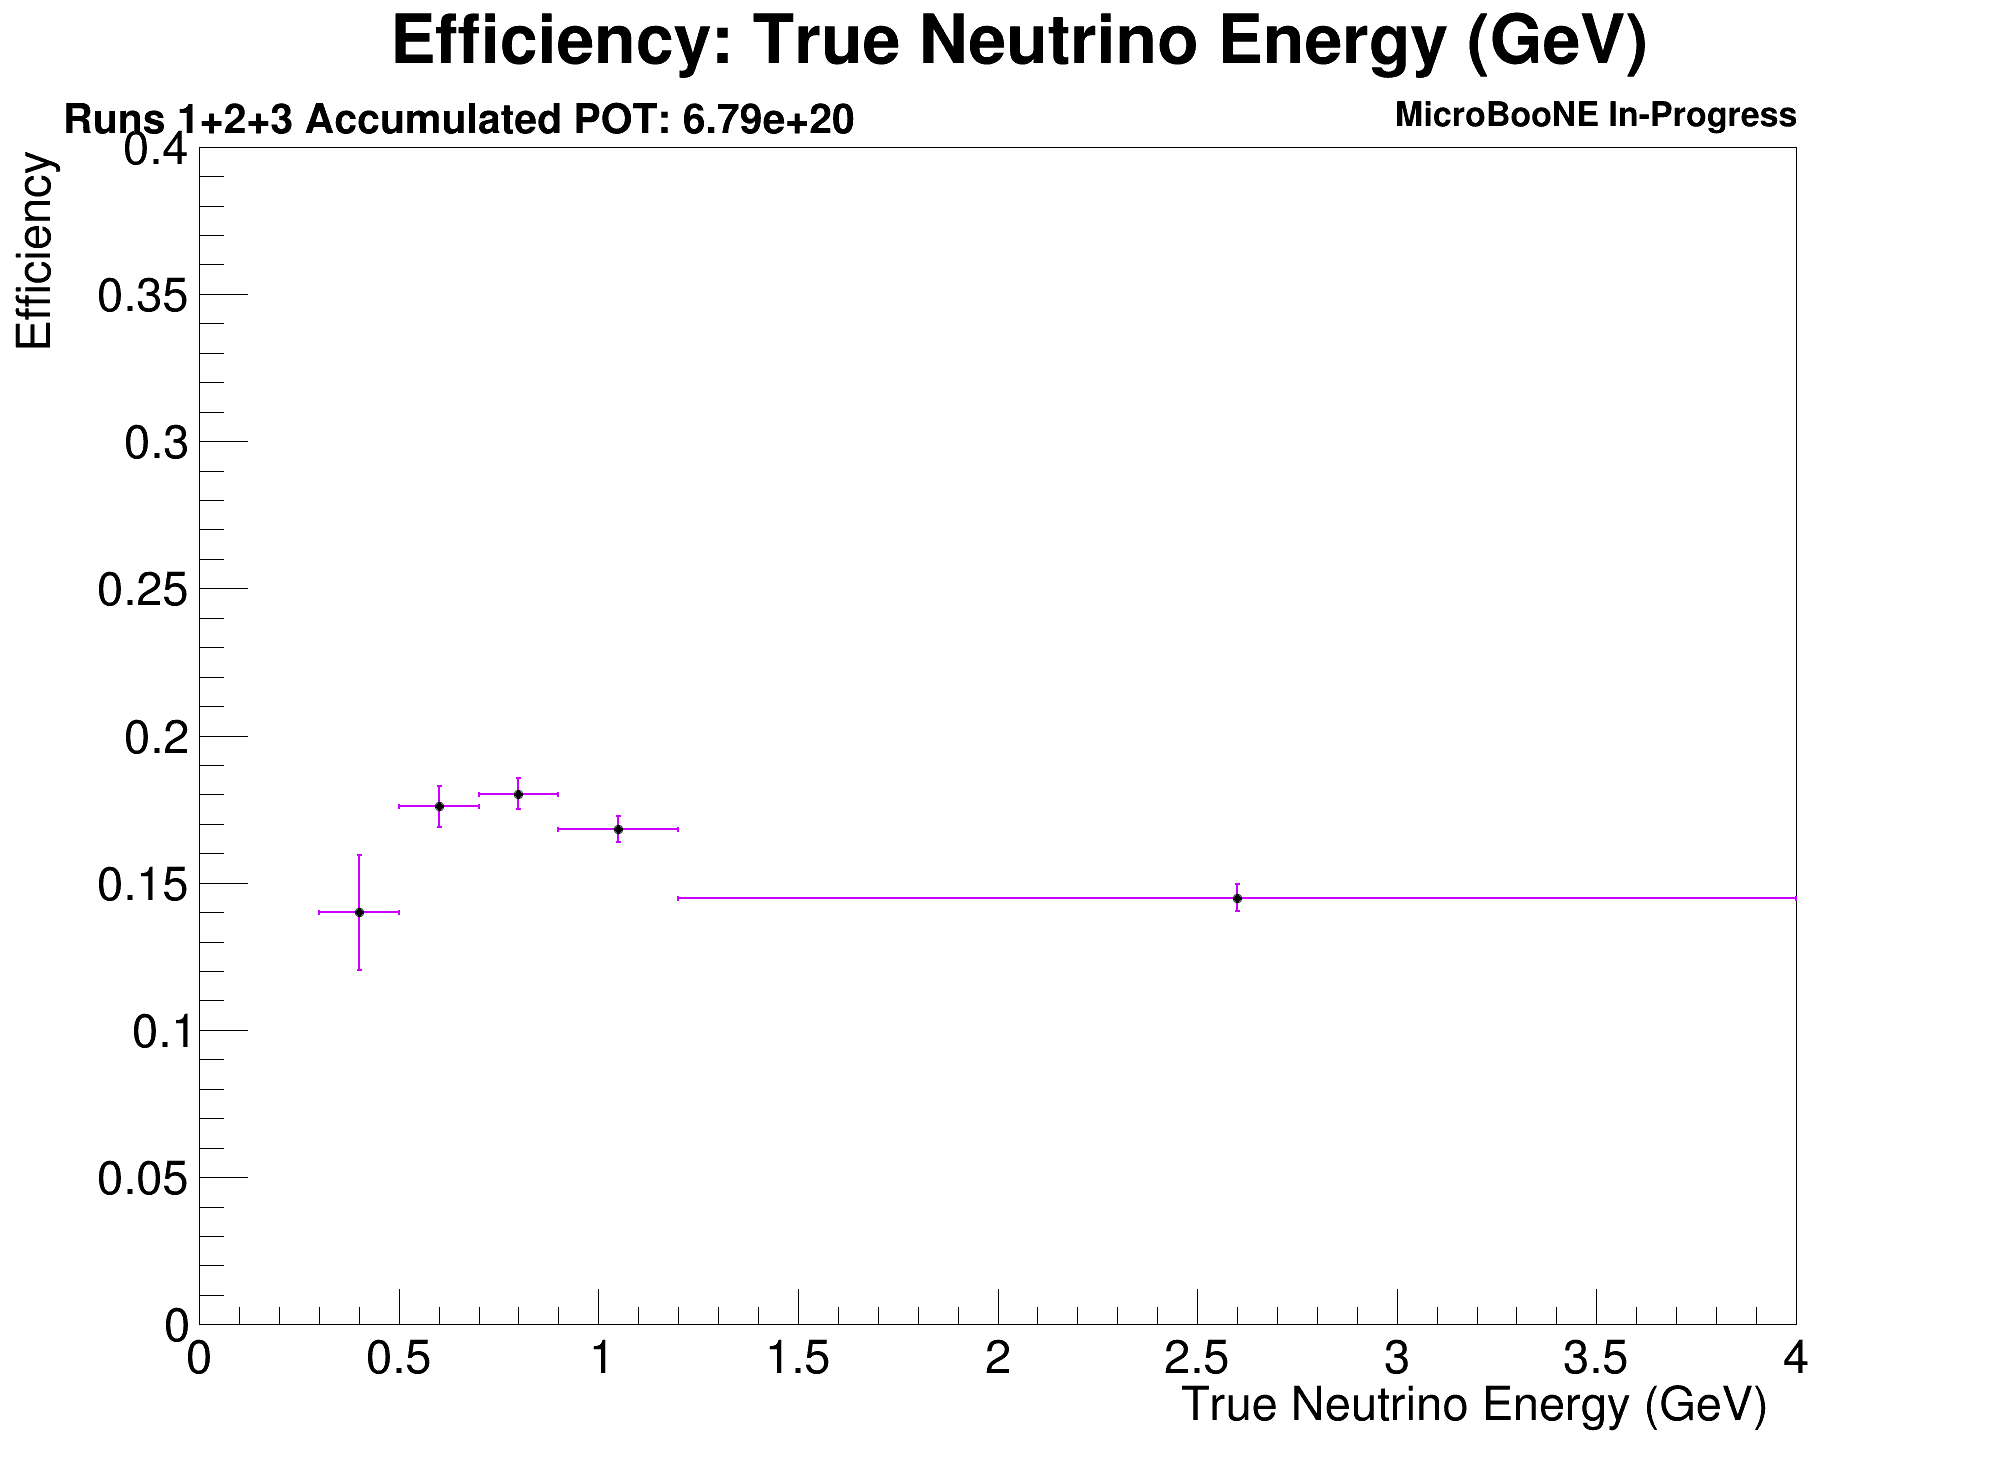 Efficiency: True Neutrino Energy (GeV)
Runs 1+2+3 Accumulated POT: 6.79e+20
MicroBooNE In-Progress
Efficiency
0.4
0.35
0.3
0.25
0.2
0.15
0.1
0.05
0
0 0.5 1 1.5 2 2.5 3 3.5 4
True Neutrino Energy (GeV)